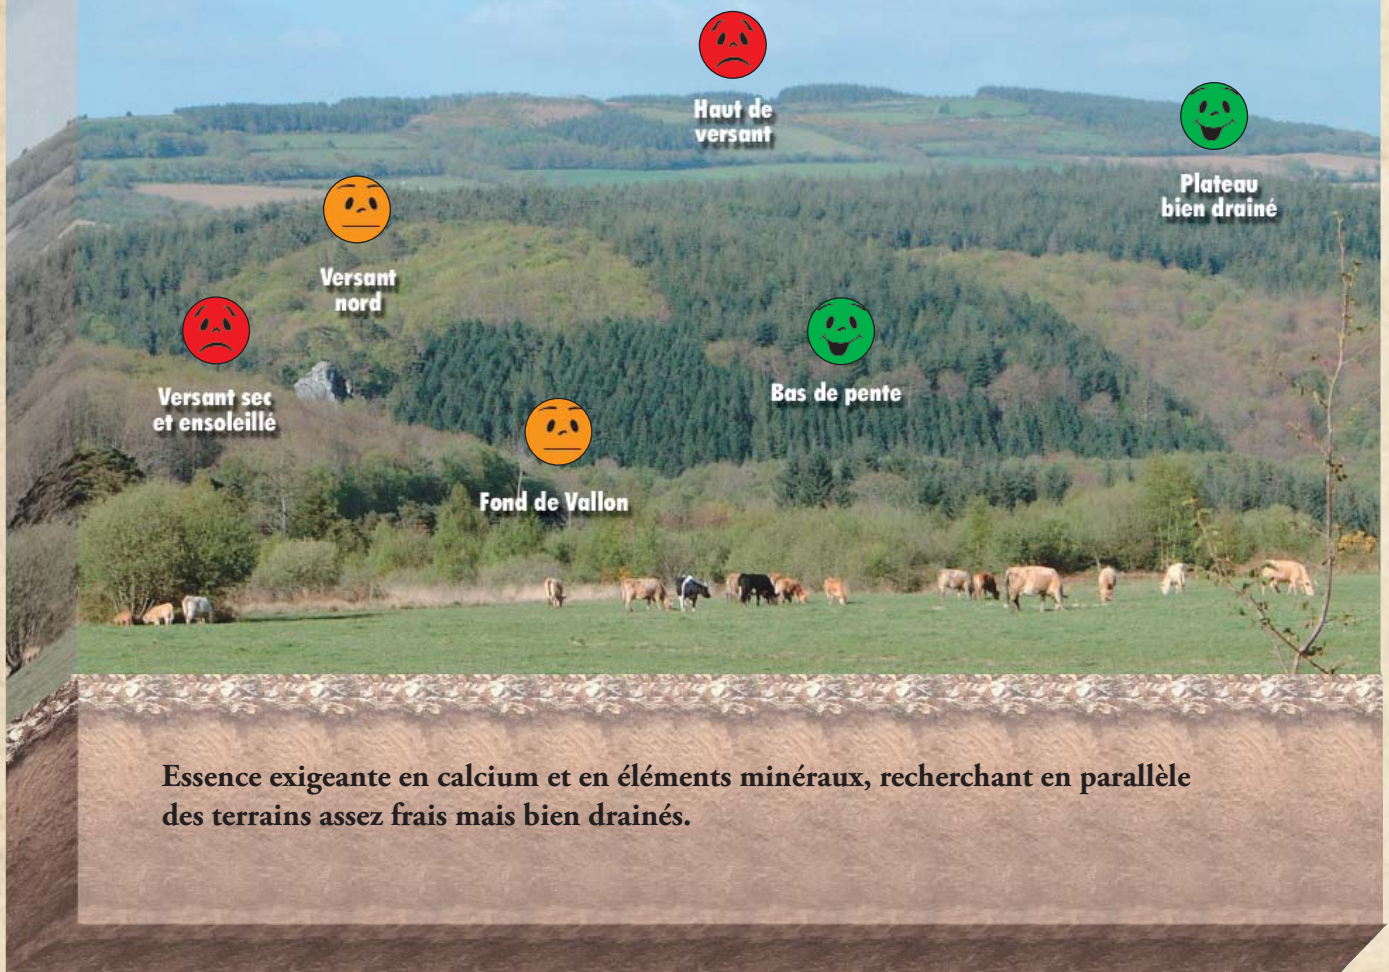 Haut de
versant
Plateau
bien drainé
Versant
nord
Versant sec
et ensoleillé
Bas de pente
Fond de Vallon
Essence exigeante en calcium et en éléments minéraux, recherchant en parallèle
des terrains assez frais mais bien drainés.